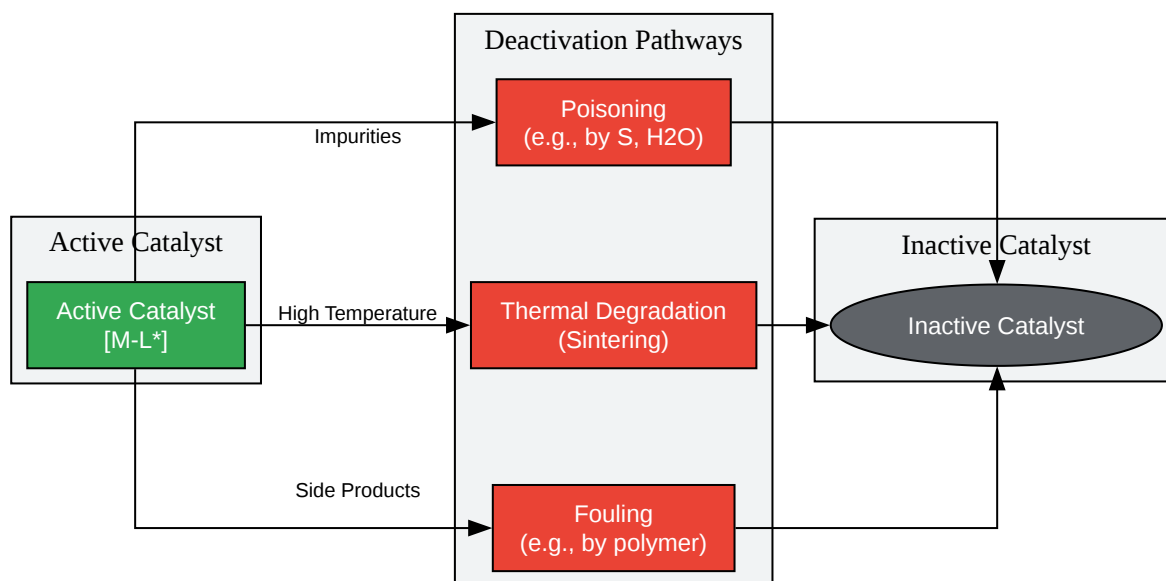 Deactivation Pathways
Poisoning
(e.g., by S, H2O)
Impurities
Active Catalyst
Active Catalyst
[M-L*]
High Temperature
Thermal Degradation
(Sintering)
Inactive Catalyst
Inactive Catalyst
Side Products
Fouling
(e.g., by polymer)